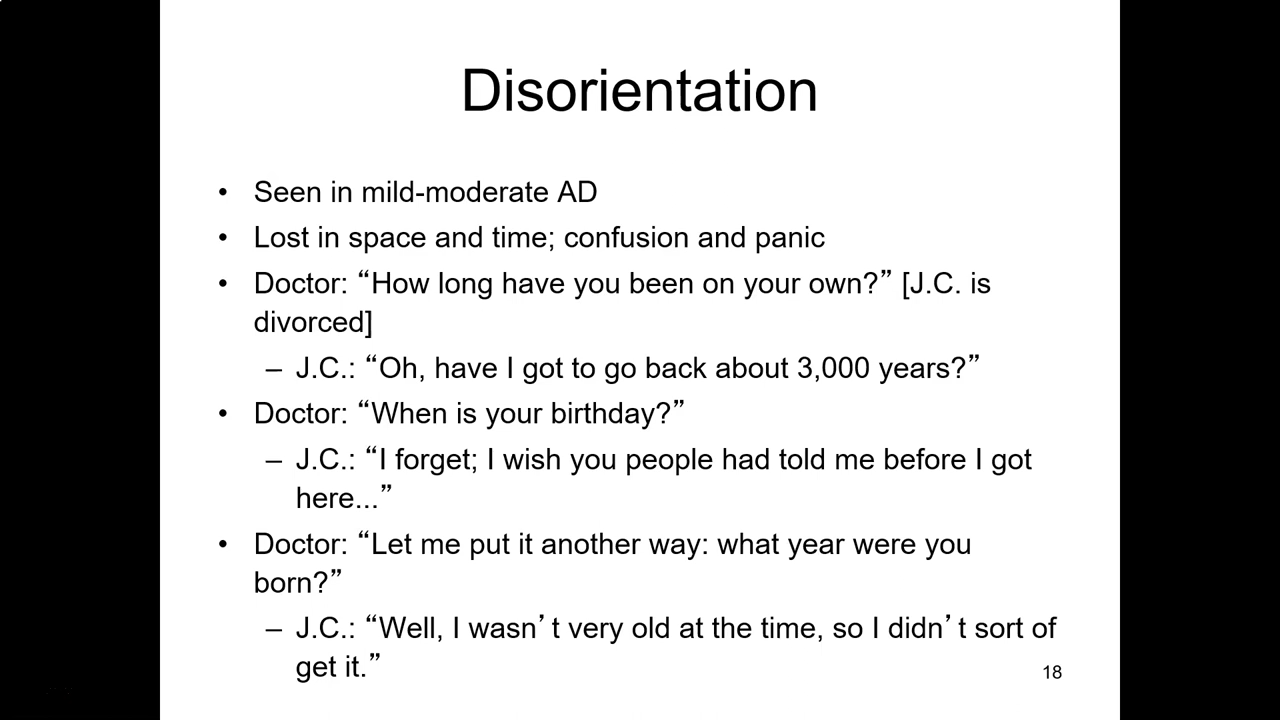 Disorientation
• Seen in mild-moderate AD
• Lost in space and time; confusion and panic
• Doctor: “How long have you been on your own?” [J.C. is
divorced]
– J.C.: “Oh, have I got to go back about 3,000 years?”
• Doctor: “When is your birthday?”
– J.C.: “I forget; I wish you people had told me before I got
here...”
• Doctor: “Let me put it another way: what year were you
born?”
– J.C.: “Well, I wasn’t very old at the time, so I didn’t sort of
get it.”
18